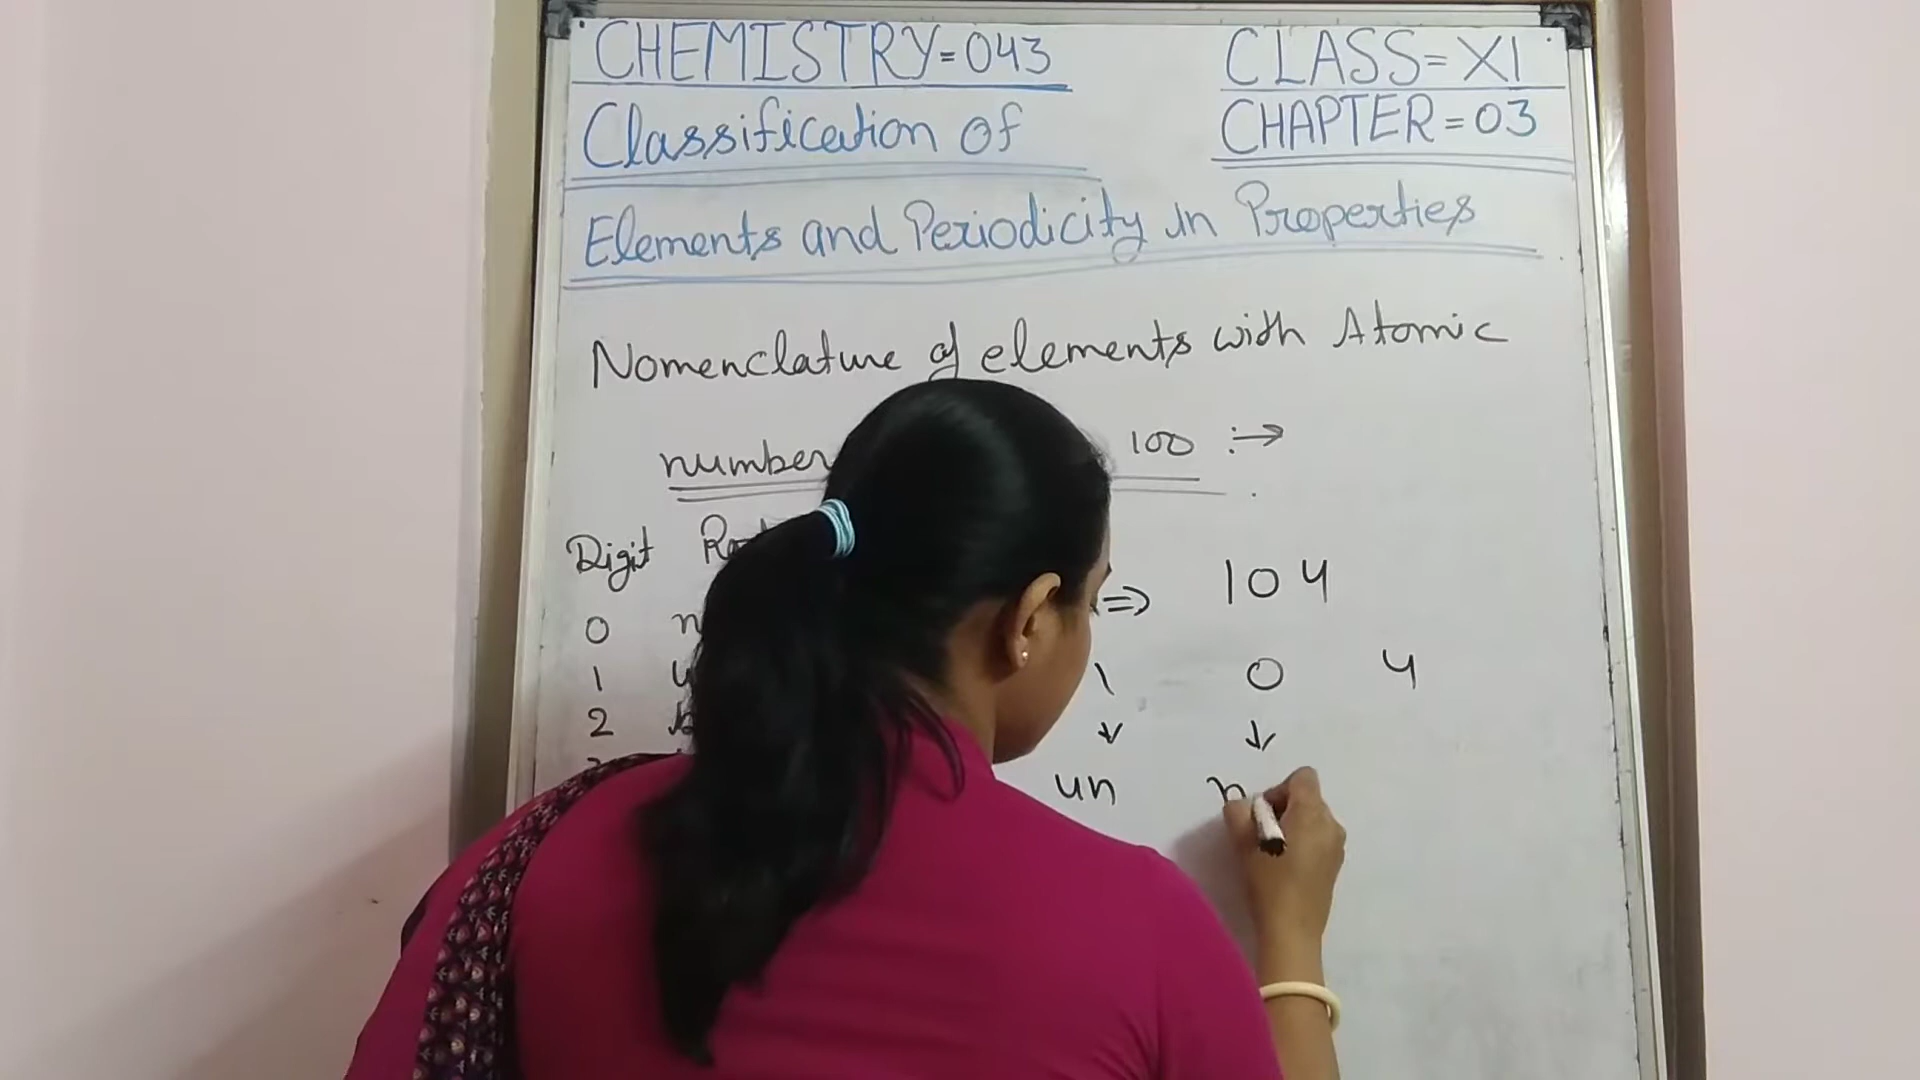 CHEMISTRY=043 CLASS=XI
Classification Of CHAPTER=03
Elements and Periodicity in Properties
Nomenclature of elements with Atomic
number 100 :→
Digit
0 ⇒ 104
1 1 0 4
2 ↓ ↓
un